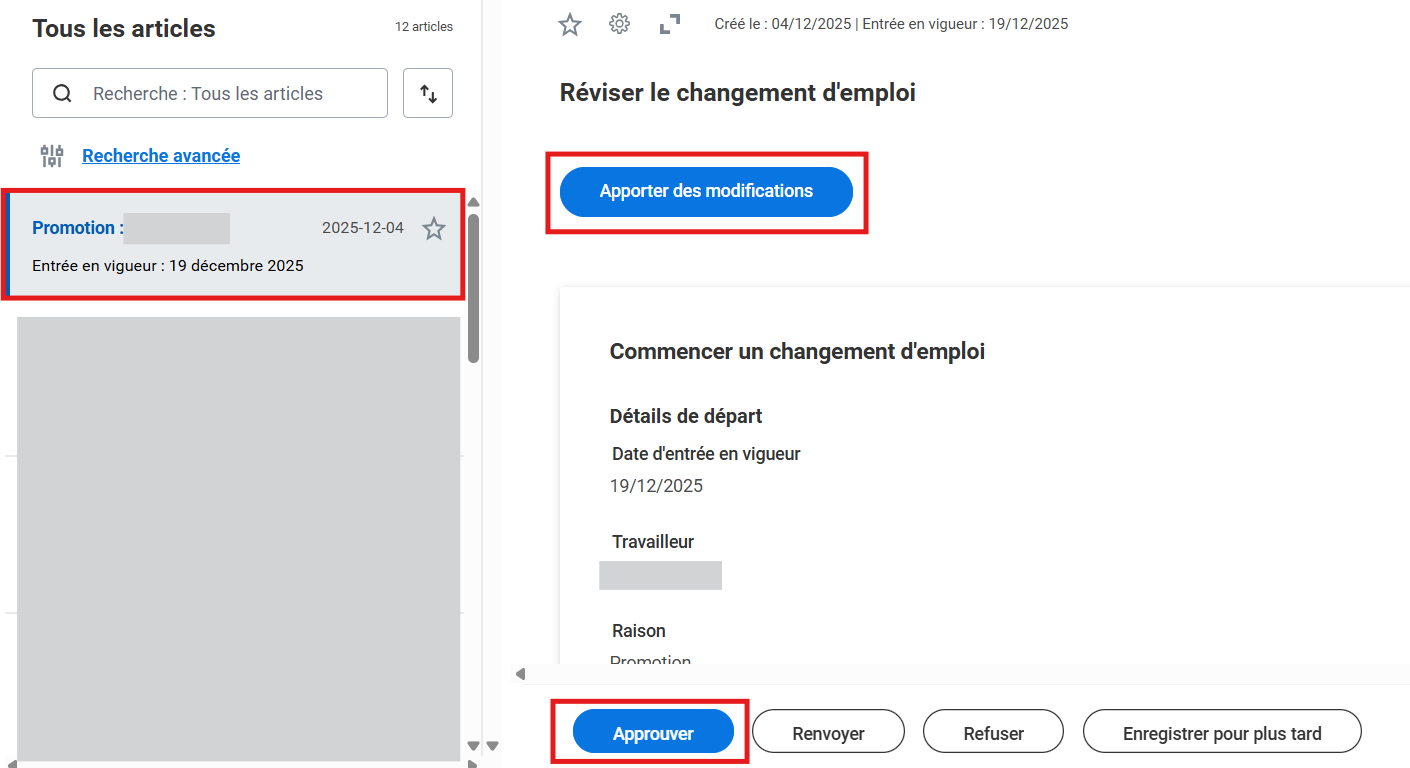 Tous les articles
12 articles
Recherche : Tous les articles
Recherche avancée
Promotion :
2025-12-04
Entrée en vigueur : 19 décembre 2025
Créé le : 04/12/2025 | Entrée en vigueur : 19/12/2025
Réviser le changement d'emploi
Apporter des modifications
Commencer un changement d'emploi
Détails de départ
Date d'entrée en vigueur
19/12/2025
Travailleur
Raison
Promotion
Approuver
Renvoyer
Refuser
Enregistrer pour plus tard